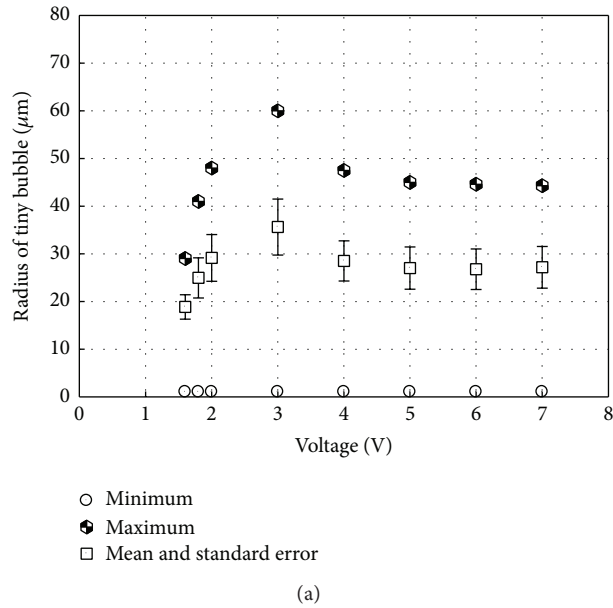 80
70
60
50
40
30
20
10
0
Radius of tiny bubble (μm)
0 1 2 3 4 5 6 7 8
Voltage (V)
Minimum
Maximum
Mean and standard error
(a)